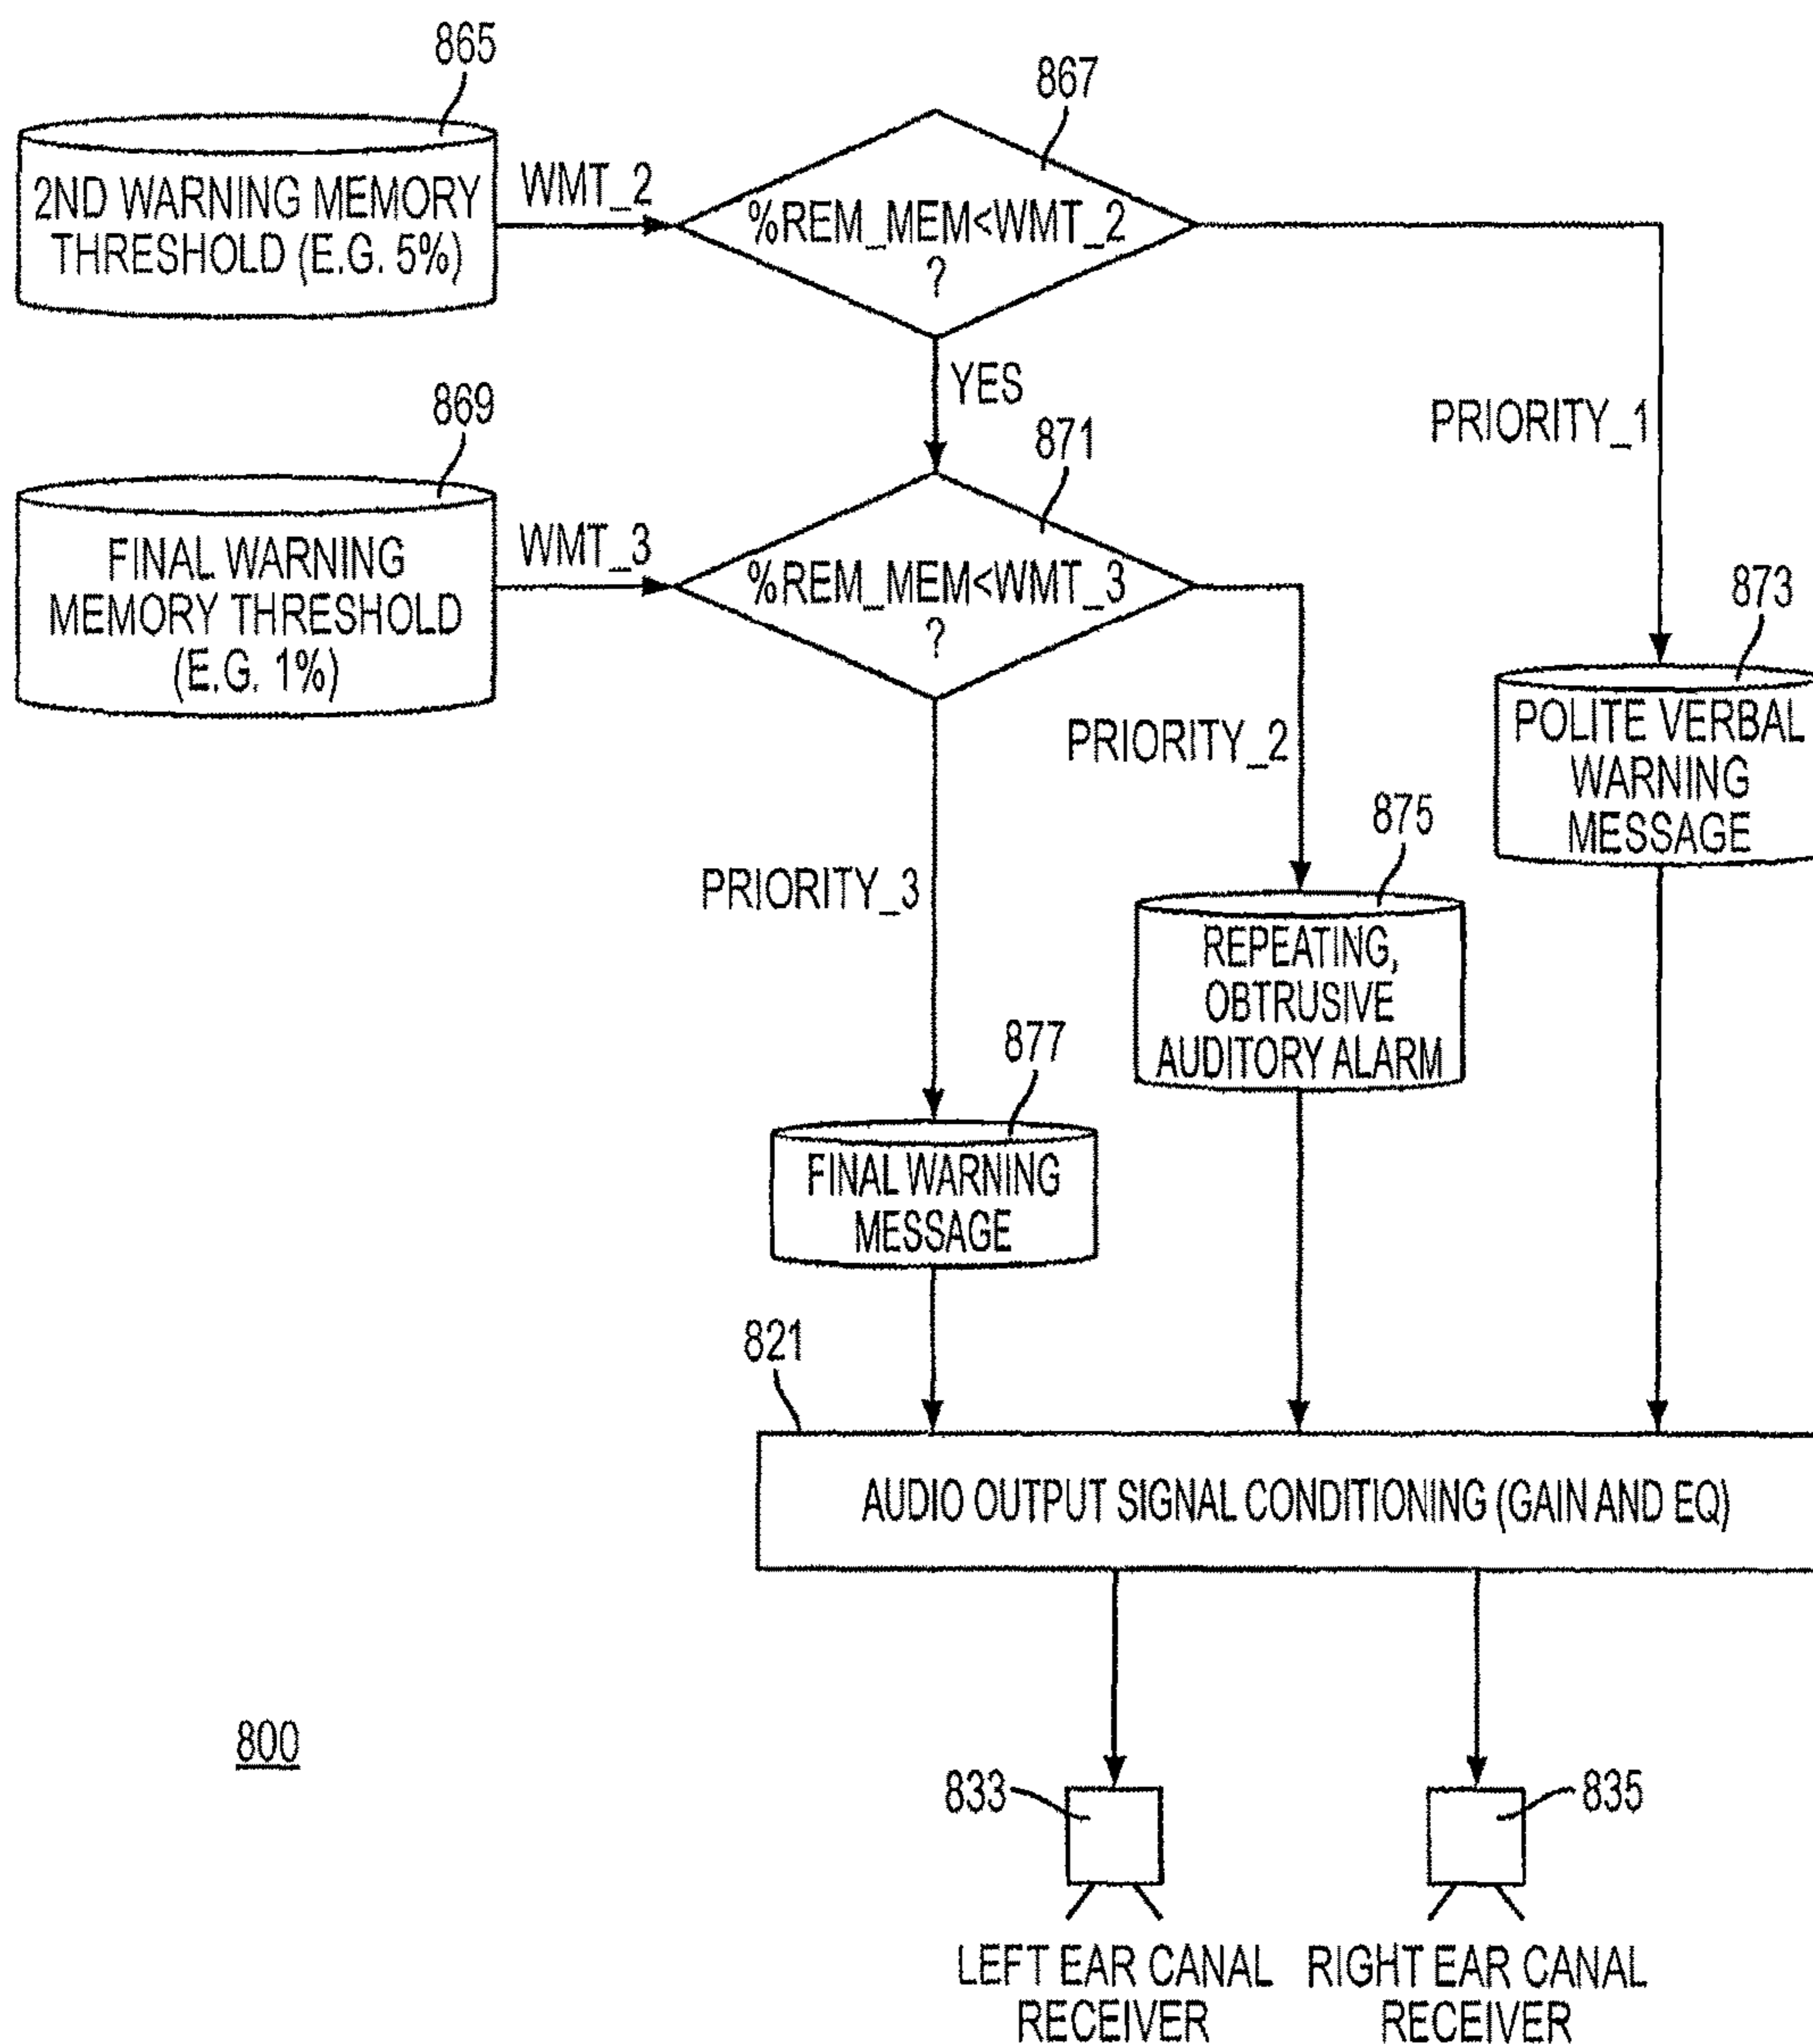 865
867
2ND WARNING MEMORY
THRESHOLD (E.G. 5%)
WMT_2
%REM_MEM<WMT_2
?
YES
PRIORITY_1
869
871
FINAL WARNING
MEMORY THRESHOLD
(E.G. 1%)
WMT_3
%REM_MEM<WMT_3
?
873
POLITE VERBAL
WARNING
MESSAGE
PRIORITY_2
875
PRIORITY_3
REPEATING,
OBTRUSIVE
AUDITORY ALARM
877
FINAL WARNING
MESSAGE
821
AUDIO OUTPUT SIGNAL CONDITIONING (GAIN AND EQ)
800
833
835
LEFT EAR CANAL
RECEIVER
RIGHT EAR CANAL
RECEIVER